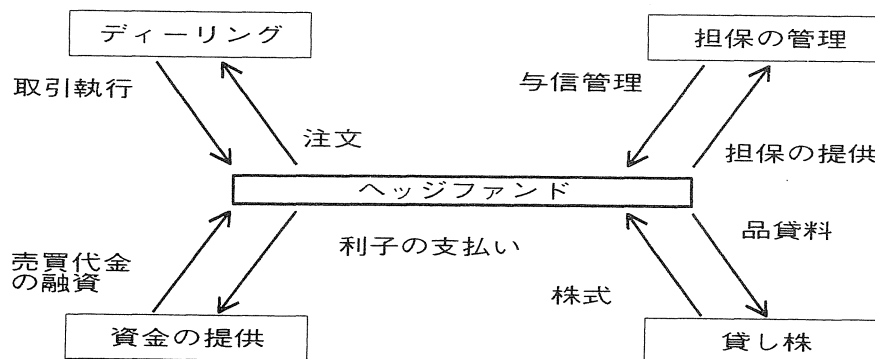 ディーリング
担保の管理
取引執行
与信管理
注文
担保の提供
ヘッジファンド
売買代金
の融資
利子の支払い
品貸料
株式
資金の提供
貸し株